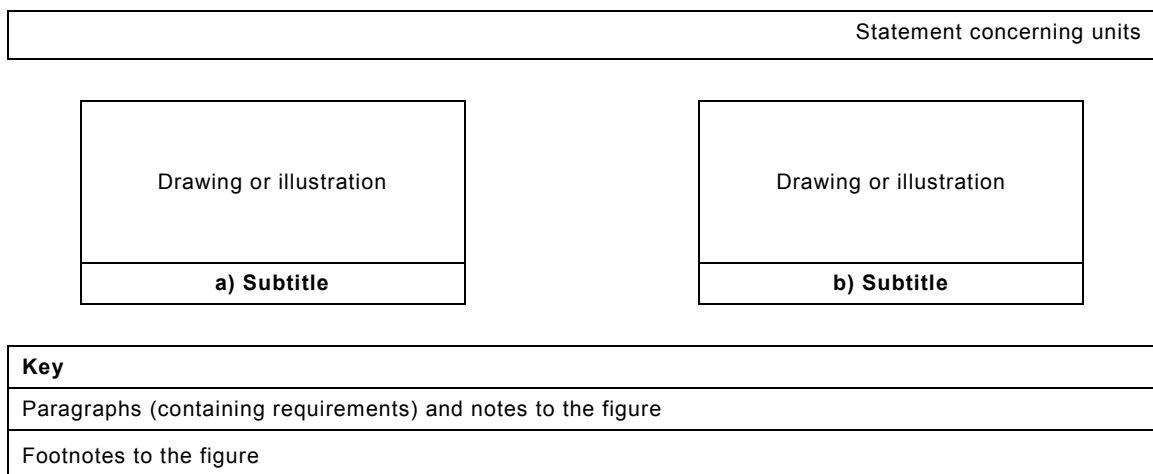 Statement concerning units
Drawing or illustration
Drawing or illustration
a) Subtitle
b) Subtitle
Key
Paragraphs (containing requirements) and notes to the figure
Footnotes to the figure